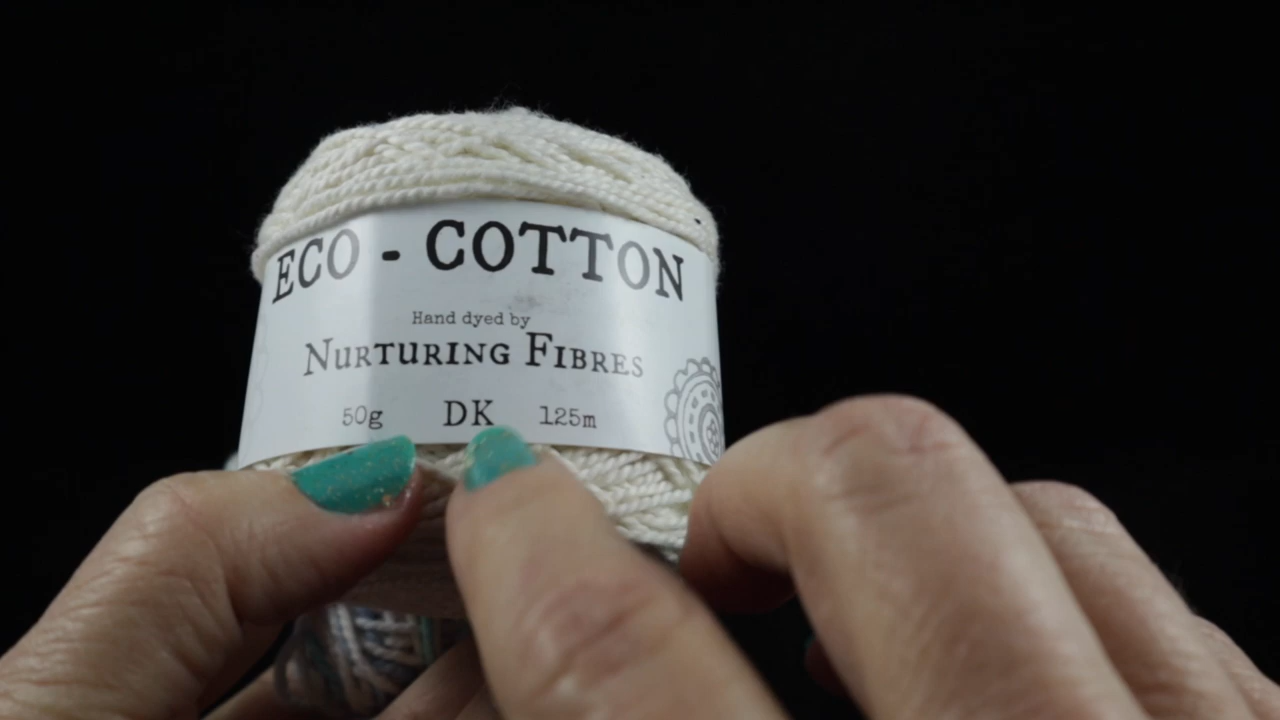 ECO - COTTON
Hand dyed by
NURTURING FIBRES
50g DK 125m